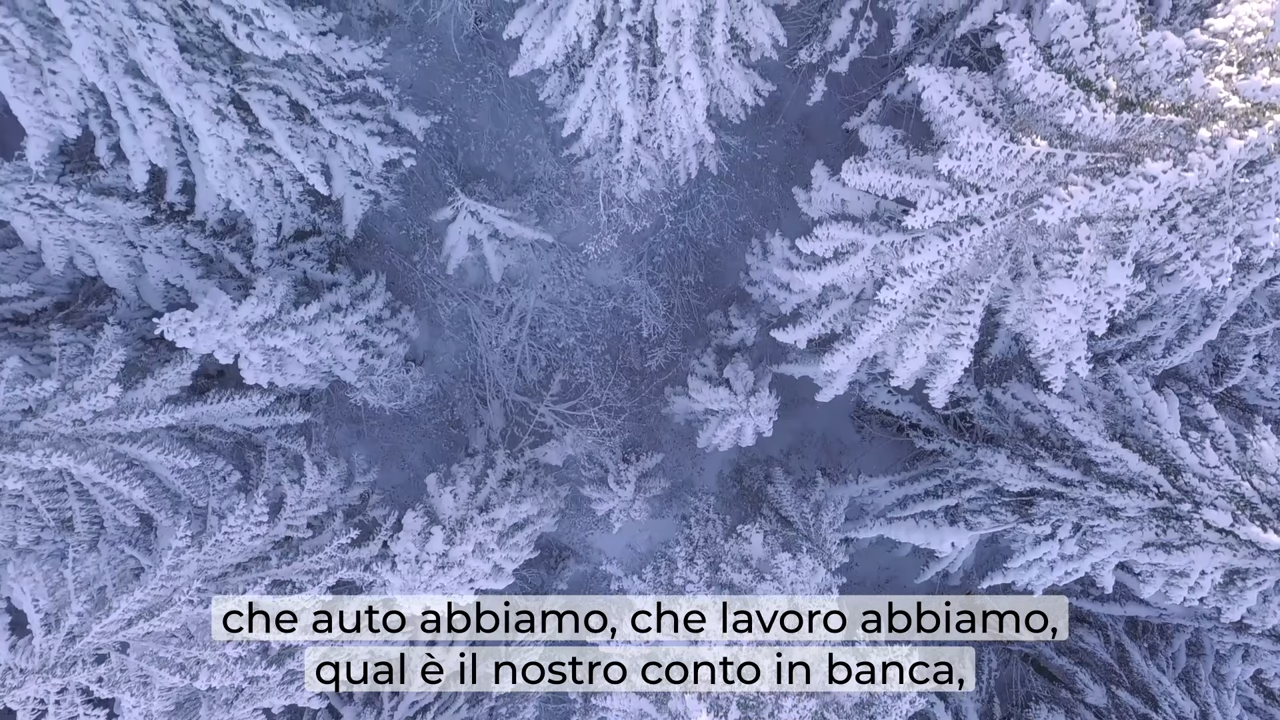 che auto abbiamo, che lavoro abbiamo,
qual è il nostro conto in banca,